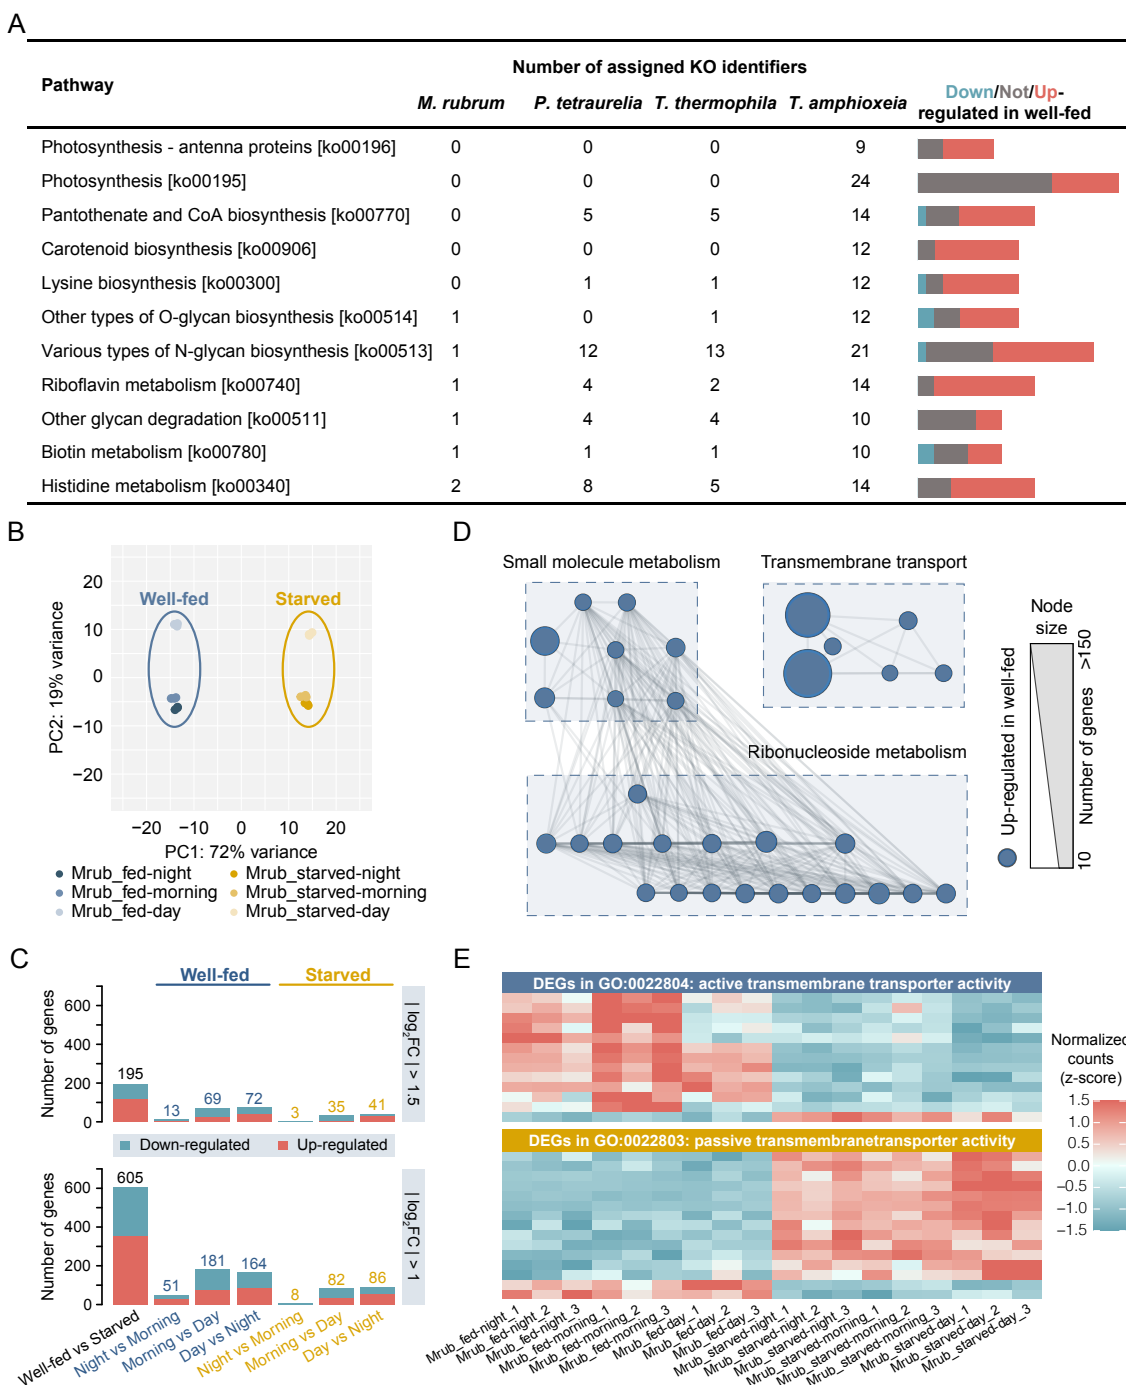 A
Pathway
Number of assigned KO identifiers
M. rubrum P. tetraurelia T. thermophila T. amphioxeia
Down/Not/Up-
regulated in well-fed
Photosynthesis - antenna proteins [ko00196] 0 0 0 9
Photosynthesis [ko00195] 0 0 0 24
Pantothenate and CoA biosynthesis [ko00770] 0 5 5 14
Carotenoid biosynthesis [ko00906] 0 0 0 12
Lysine biosynthesis [ko00300] 0 1 1 12
Other types of O-glycan biosynthesis [ko00514] 1 0 1 12
Various types of N-glycan biosynthesis [ko00513] 1 12 13 21
Riboflavin metabolism [ko00740] 1 4 2 14
Other glycan degradation [ko00511] 1 4 4 10
Biotin metabolism [ko00780] 1 1 1 10
Histidine metabolism [ko00340] 2 8 5 14
B
Well-fed Starved
20
10
0
−10
−20
PC2: 19% variance
−20 −10 0 10 20
PC1: 72% variance
Mrub_fed-night Mrub_starved-night
Mrub_fed-morning Mrub_starved-morning
Mrub_fed-day Mrub_starved-day
D
Small molecule metabolism Transmembrane transport
Ribonucleoside metabolism
Up-regulated in well-fed
Node
size
>150
Number of genes
10
C
Well-fed Starved
Number of genes
600
400
200
0
195 13 69 72 3 35 41
| log2FC | > 1.5
Down-regulated Up-regulated
Number of genes
600
400
200
0
605 51 181 164 8 82 86
| log2FC | > 1
Well-fed vs Starved
Night vs Morning
Morning vs Day
Day vs Night
Night vs Morning
Morning vs Day
Day vs Night
E
DEGs in GO:0022804: active transmembrane transporter activity
DEGs in GO:0022803: passive transmembranetransporter activity
Normalized
counts
(z-score)
1.5
1.0
0.5
0.0
−0.5
−1.0
−1.5
Mrub_fed-night_1
Mrub_fed-night_2
Mrub_fed-night_3
Mrub_fed-morning_1
Mrub_fed-morning_2
Mrub_fed-morning_3
Mrub_fed-day_1
Mrub_fed-day_2
Mrub_fed-day_3
Mrub_starved-night_1
Mrub_starved-night_2
Mrub_starved-night_3
Mrub_starved-morning_1
Mrub_starved-morning_2
Mrub_starved-morning_3
Mrub_starved-day_1
Mrub_starved-day_2
Mrub_starved-day_3